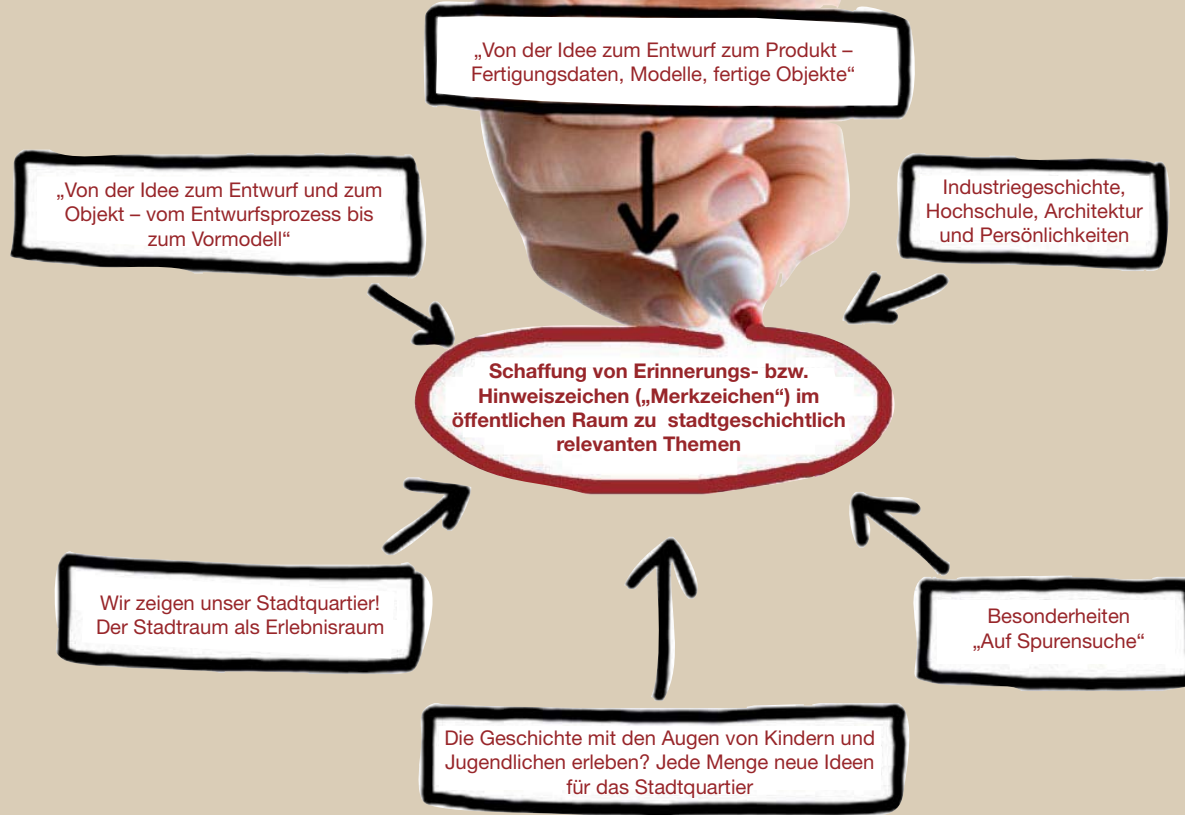 „Von der Idee zum Entwurf zum Produkt –
Fertigungsdaten, Modelle, fertige Objekte“
„Von der Idee zum Entwurf und zum
Objekt – vom Entwurfsprozess bis
zum Vormodell“
Industriegeschichte,
Hochschule, Architektur
und Persönlichkeiten
Schaffung von Erinnerungs- bzw.
Hinweiszeichen („Merkzeichen“) im
öffentlichen Raum zu stadtgeschichtlich
relevanten Themen
Wir zeigen unser Stadtquartier!
Der Stadtraum als Erlebnisraum
Besonderheiten
„Auf Spurensuche“
Die Geschichte mit den Augen von Kindern und
Jugendlichen erleben? Jede Menge neue Ideen
für das Stadtquartier